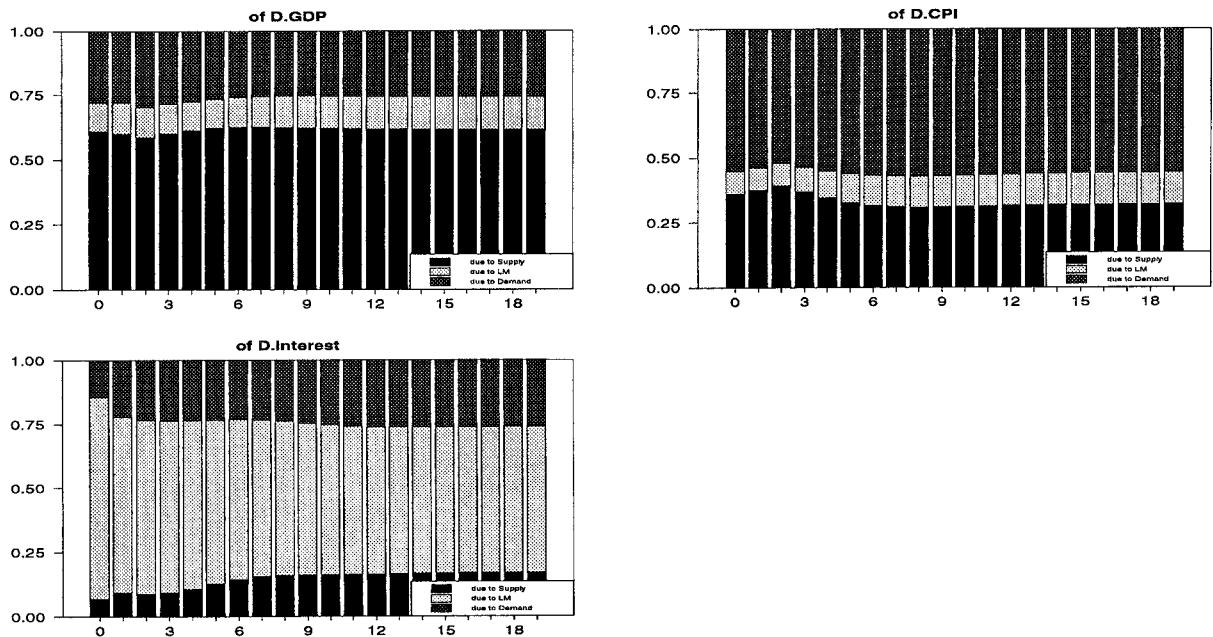 of D.GDP
1.00
0.75
0.50
0.25
0.00
0 3 6 9 12 15 18
due to Supply
due to LM
due to Demand
of D.CPI
1.00
0.75
0.50
0.25
0.00
0 3 6 9 12 15 18
due to Supply
due to LM
due to Demand
of D.Interest
1.00
0.75
0.50
0.25
0.00
0 3 6 9 12 15 18
due to Supply
due to LM
due to Demand